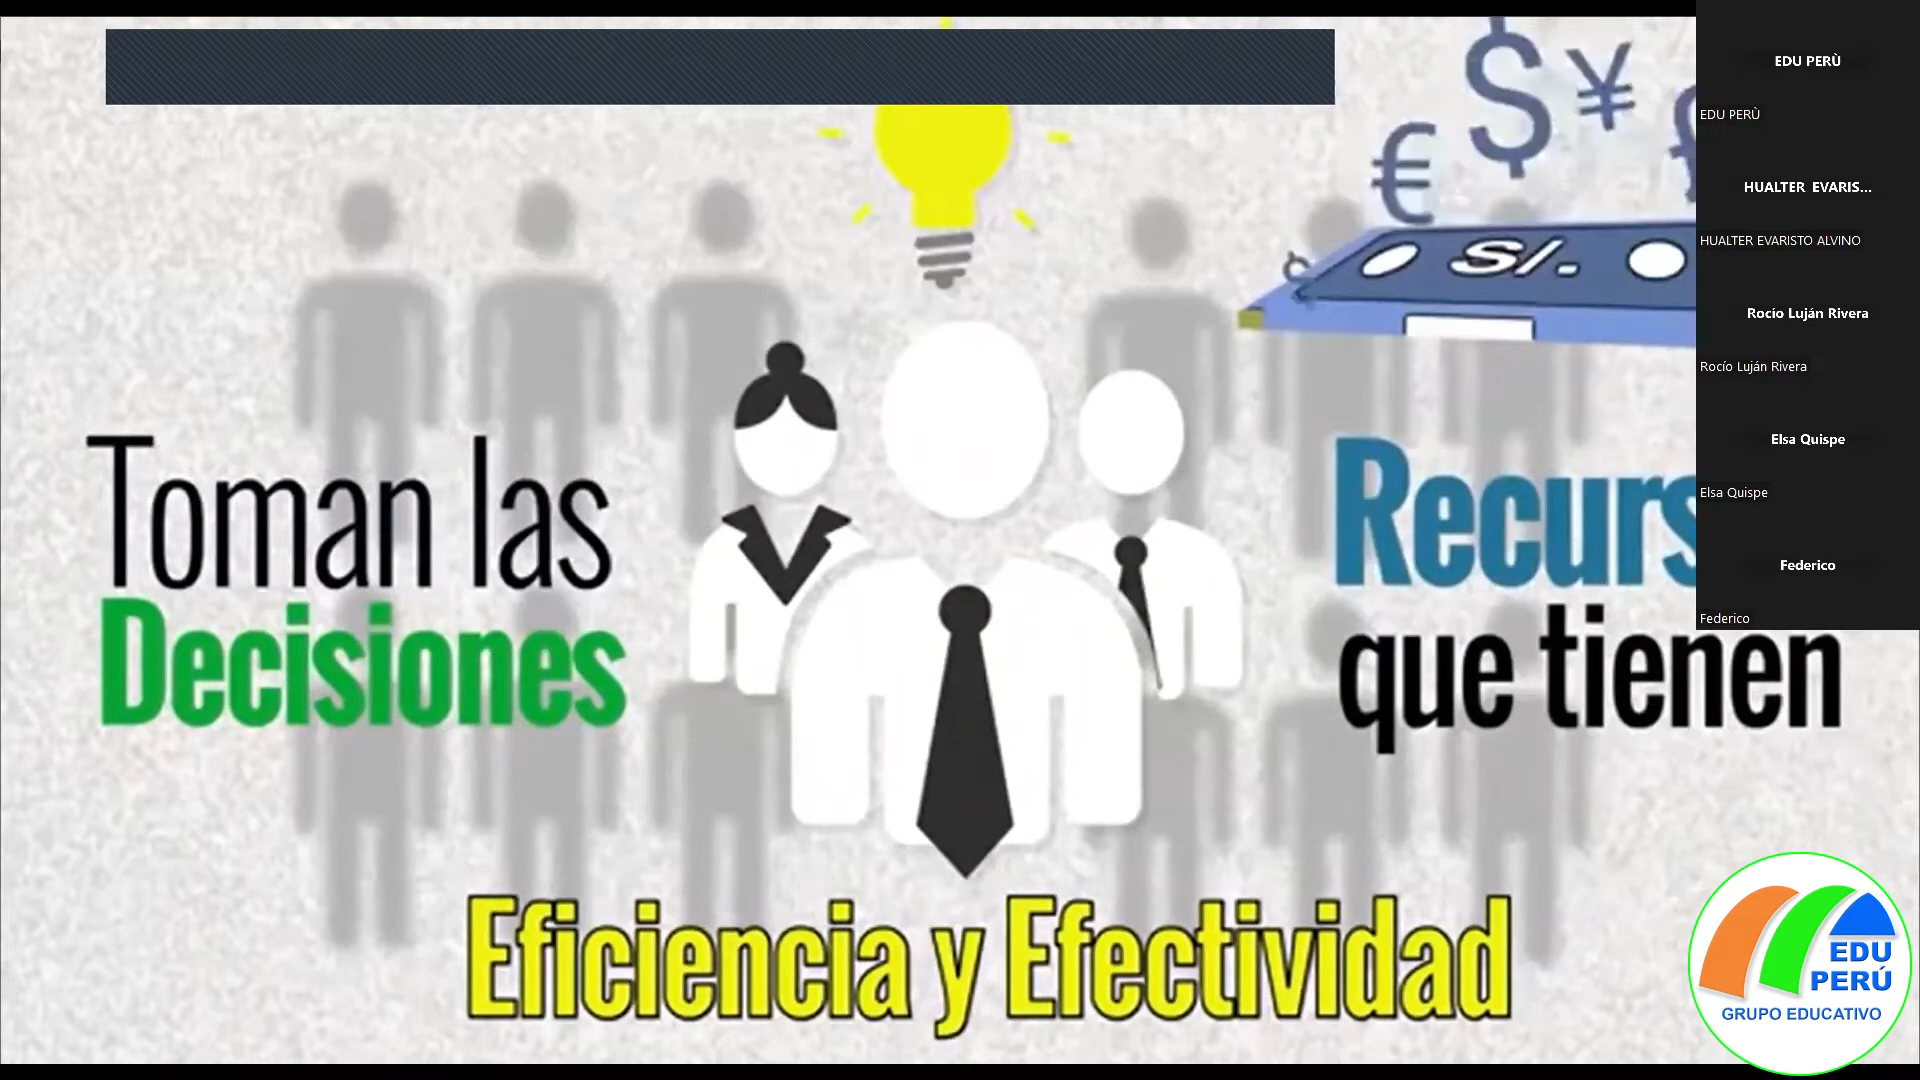 € $ ¥ £
S/.
Toman las
Decisiones
Recurs
que tienen
Eficiencia y Efectividad
EDU PERÙ
EDU PERÙ
HUALTER EVARIS...
HUALTER EVARISTO ALVINO
Rocío Luján Rivera
Rocío Luján Rivera
Elsa Quispe
Elsa Quispe
Federico
Federico
EDU
PERÚ
GRUPO EDUCATIVO